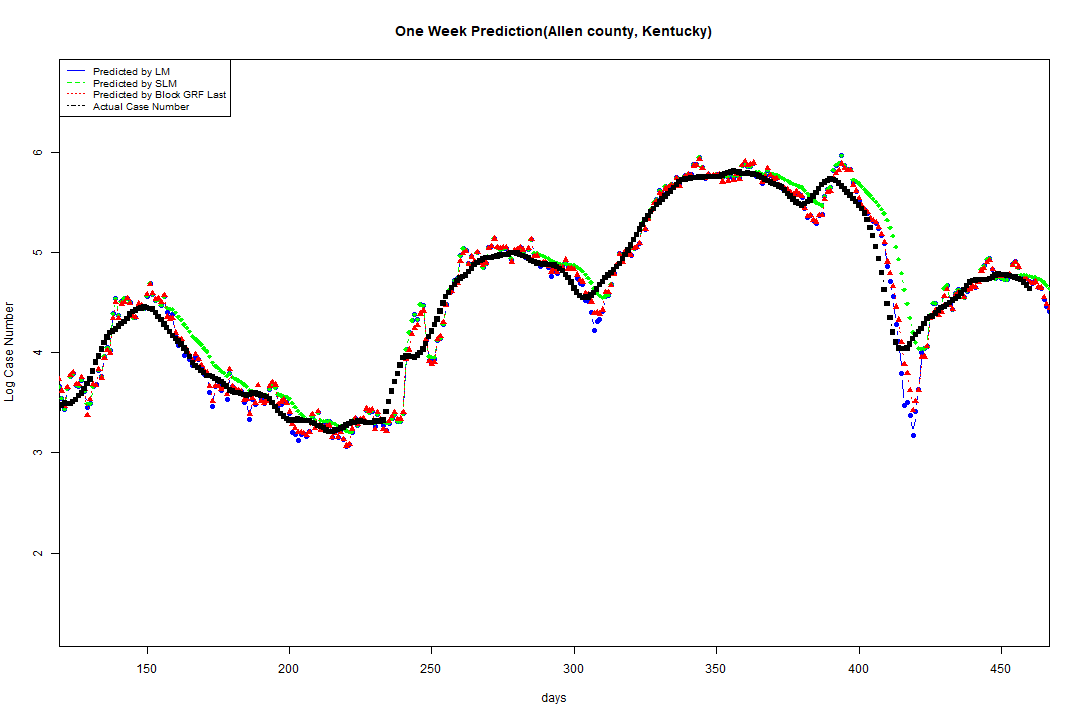 One Week Prediction(Allen county, Kentucky)
Predicted by LM
Predicted by SLM
Predicted by Block GRF Last
Actual Case Number
6
5
4
3
2
Log Case Number
150 200 250 300 350 400 450
days